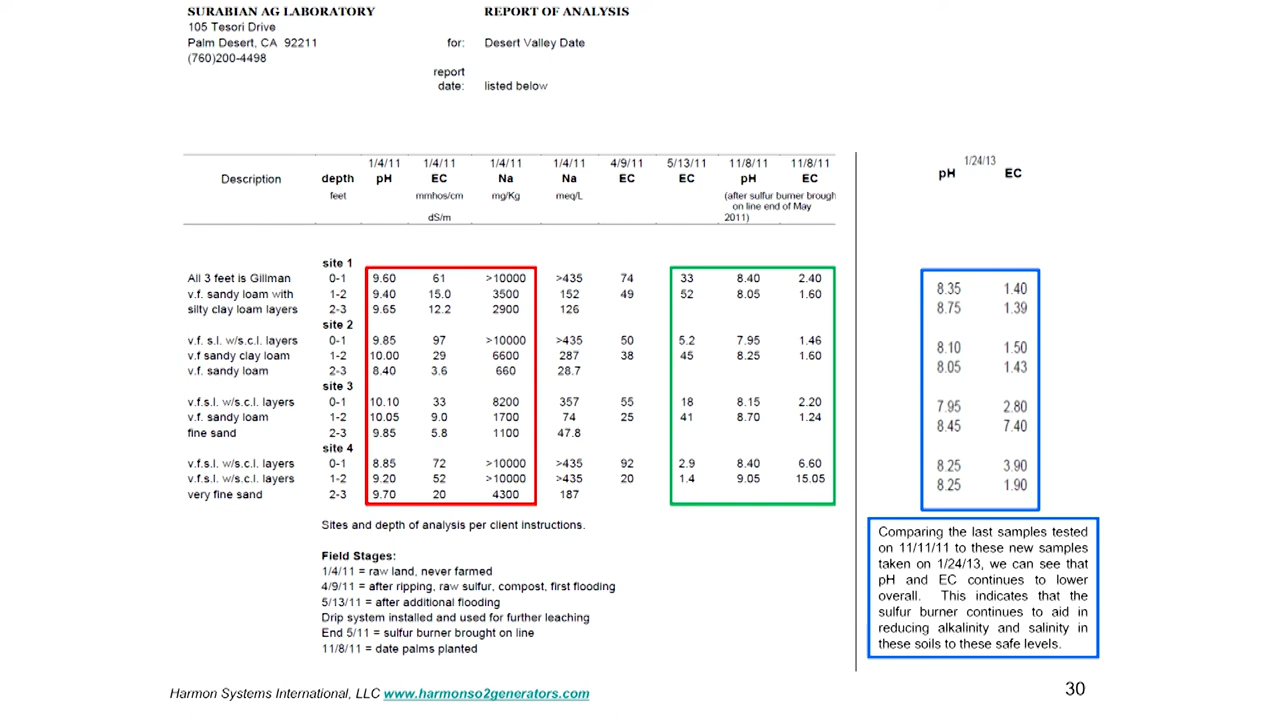 SURABIAN AG LABORATORY REPORT OF ANALYSIS
105 Tesori Drive
Palm Desert, CA 92211 for: Desert Valley Date
(760)200-4498
report
date: listed below
1/4/11 1/4/11 1/4/11 1/4/11 4/9/11 5/13/11 11/8/11 11/8/11 1/24/13
Description depth pH EC Na Na EC EC pH EC pH EC
feet mmhos/cm mg/Kg meq/L (after sulfur burner brough
on line end of May
dS/m 2011)
site 1
All 3 feet is Gillman 0-1 9.60 61 >10000 >435 74 33 8.40 2.40 8.35 1.40
v.f. sandy loam with 1-2 9.40 15.0 3500 152 49 52 8.05 1.60 8.75 1.39
silty clay loam layers 2-3 9.65 12.2 2900 126
site 2
v.f. s.l. w/s.c.l. layers 0-1 9.85 97 >10000 >435 50 5.2 7.95 1.46 8.10 1.50
v.f sandy clay loam 1-2 10.00 29 6600 287 38 45 8.25 1.60 8.05 1.43
v.f. sandy loam 2-3 8.40 3.6 660 28.7
site 3
v.f.s.l. w/s.c.l. layers 0-1 10.10 33 8200 357 55 18 8.15 2.20 7.95 2.80
v.f. sandy loam 1-2 10.05 9.0 1700 74 25 41 8.70 1.24 8.45 7.40
fine sand 2-3 9.85 5.8 1100 47.8
site 4
v.f.s.l. w/s.c.l. layers 0-1 8.85 72 >10000 >435 92 2.9 8.40 6.60 8.25 3.90
v.f.s.l. w/s.c.l. layers 1-2 9.20 52 >10000 >435 20 1.4 9.05 15.05 8.25 1.90
very fine sand 2-3 9.70 20 4300 187
Sites and depth of analysis per client instructions.
Field Stages:
1/4/11 = raw land, never farmed
4/9/11 = after ripping, raw sulfur, compost, first flooding
5/13/11 = after additional flooding
Drip system installed and used for further leaching
End 5/11 = sulfur burner brought on line
11/8/11 = date palms planted
Comparing the last samples tested
on 11/11/11 to these new samples
taken on 1/24/13, we can see that
pH and EC continues to lower
overall. This indicates that the
sulfur burner continues to aid in
reducing alkalinity and salinity in
these soils to these safe levels.
Harmon Systems International, LLC www.harmonso2generators.com
30